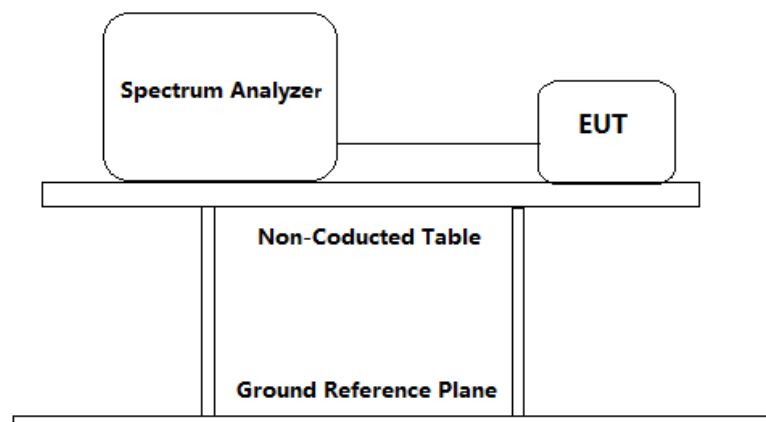 Spectrum Analyzer
EUT
Non-Coducted Table
Ground Reference Plane